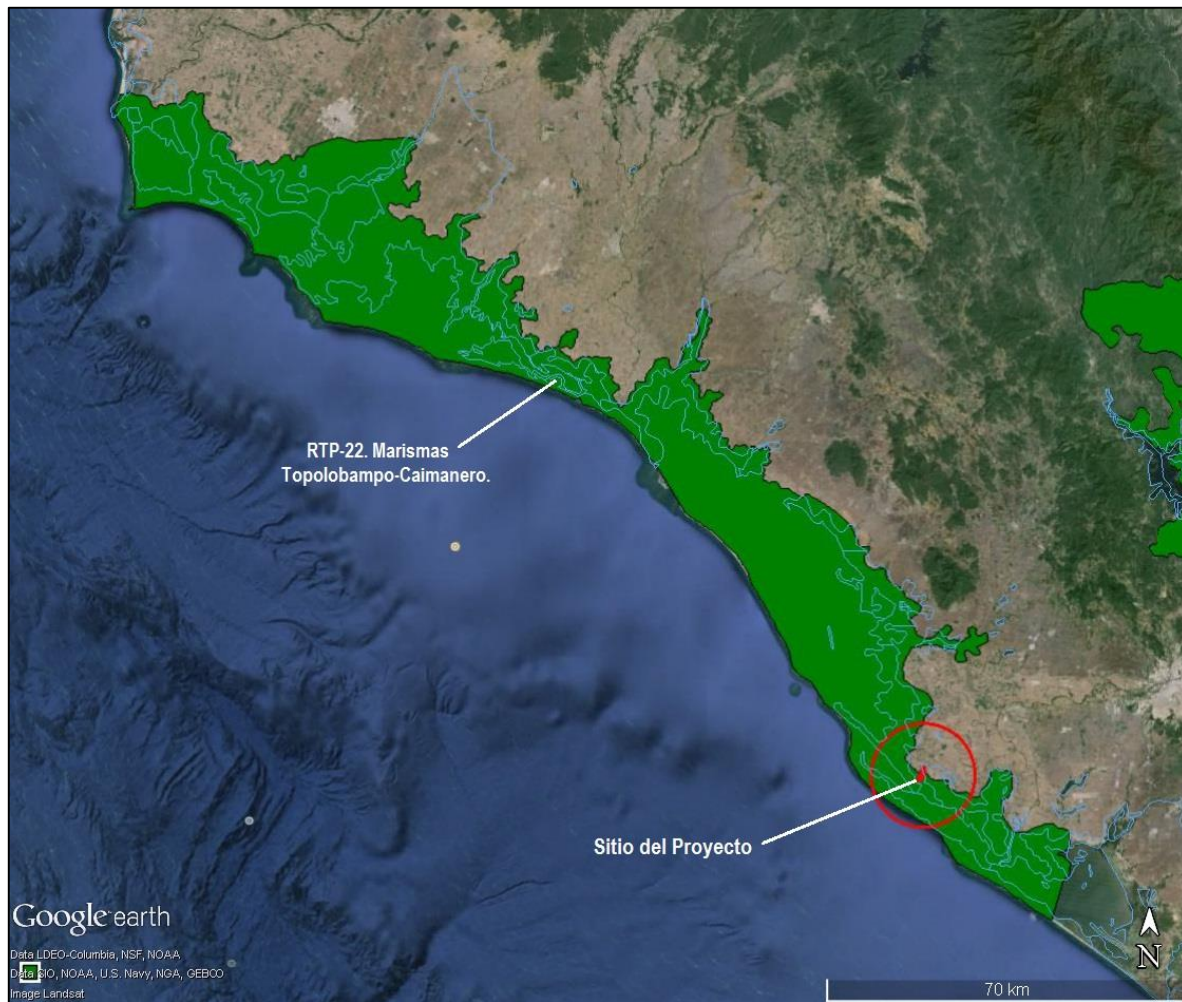 RTP-22. Marismas
Topolobampo-Caimanero.
Sitio del Proyecto
Google earth
Data LDEO-Columbia, NSF, NOAA
Data SIO, NOAA, U.S. Navy, NGA, GEBCO
Image Landsat
N
70 km